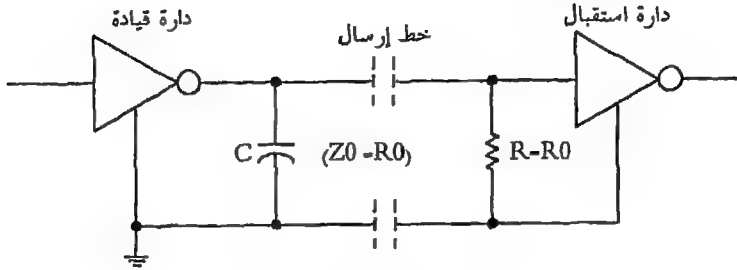 دارة قيادة
خط إرسال
دارة استقبال
C
(Z0=R0)
R=R0